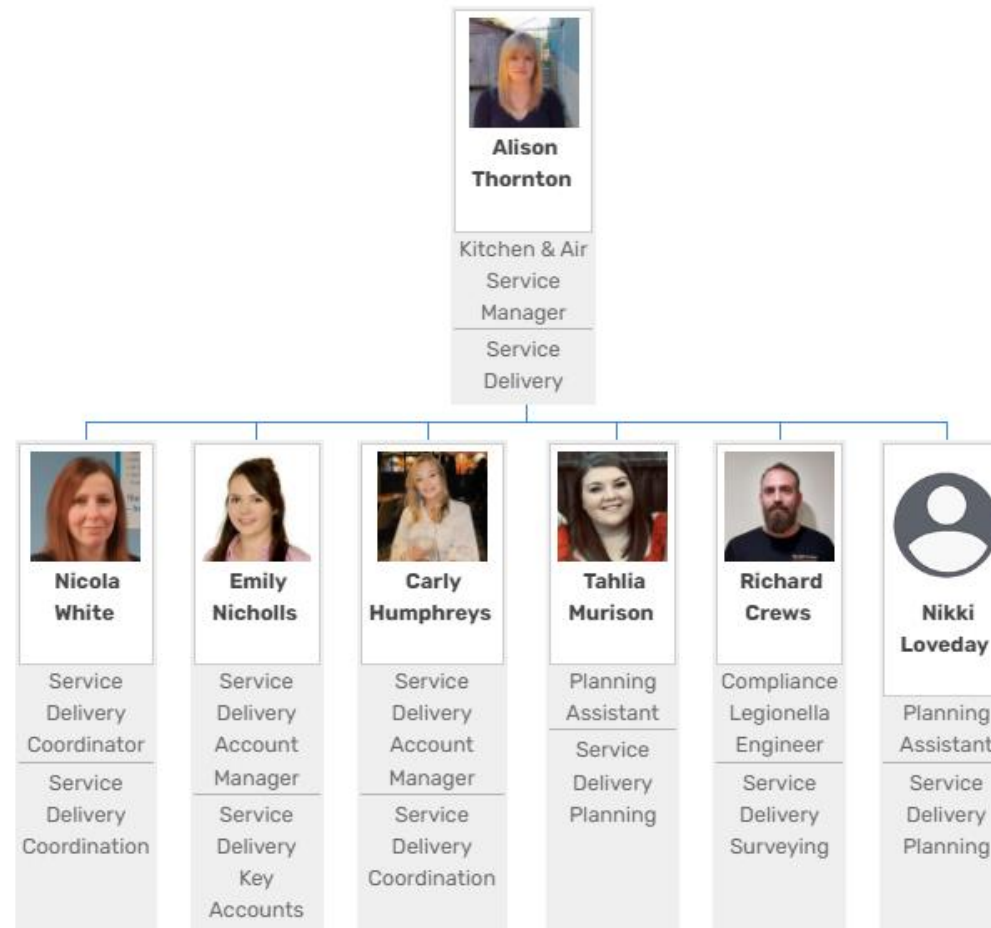 Alison
Thornton
Kitchen & Air
Service
Manager
Service
Delivery
Nicola
White
Service
Delivery
Coordinator
Service
Delivery
Coordination
Emily
Nicholls
Service
Delivery
Account
Manager
Service
Delivery
Key
Accounts
Carly
Humphreys
Service
Delivery
Account
Manager
Service
Delivery
Coordination
Tahlia
Murison
Planning
Assistant
Service
Delivery
Planning
Richard
Crews
Compliance
Legionella
Engineer
Service
Delivery
Surveying
Nikki
Loveday
Planning
Assistant
Service
Delivery
Planning